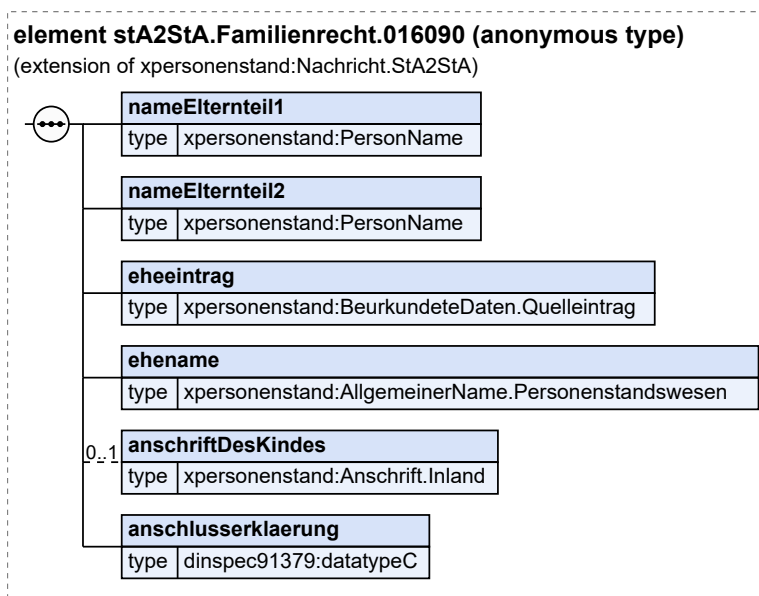 element stA2StA.Familienrecht.016090 (anonymous type)
(extension of xpersonenstand:Nachricht.StA2StA)
nameElternteil1
type xpersonenstand:PersonName
nameElternteil2
type xpersonenstand:PersonName
eheeintrag
type xpersonenstand:BeurkundeteDaten.Quelleintrag
ehename
type xpersonenstand:AllgemeinerName.Personenstandswesen
0..1
anschriftDesKindes
type xpersonenstand:Anschrift.Inland
anschlusserklaerung
type dinspec91379:datatypeC